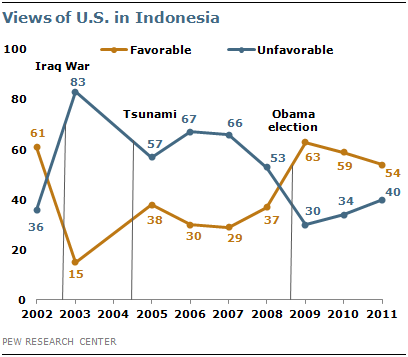 Views of U.S. in Indonesia
Favorable Unfavorable
100
80
60
40
20
0
Iraq War
Tsunami
Obama
election
61 15 38 30 29 37 63 59 54
36 83 57 67 66 53 30 34 40
2002 2003 2004 2005 2006 2007 2008 2009 2010 2011
PEW RESEARCH CENTER